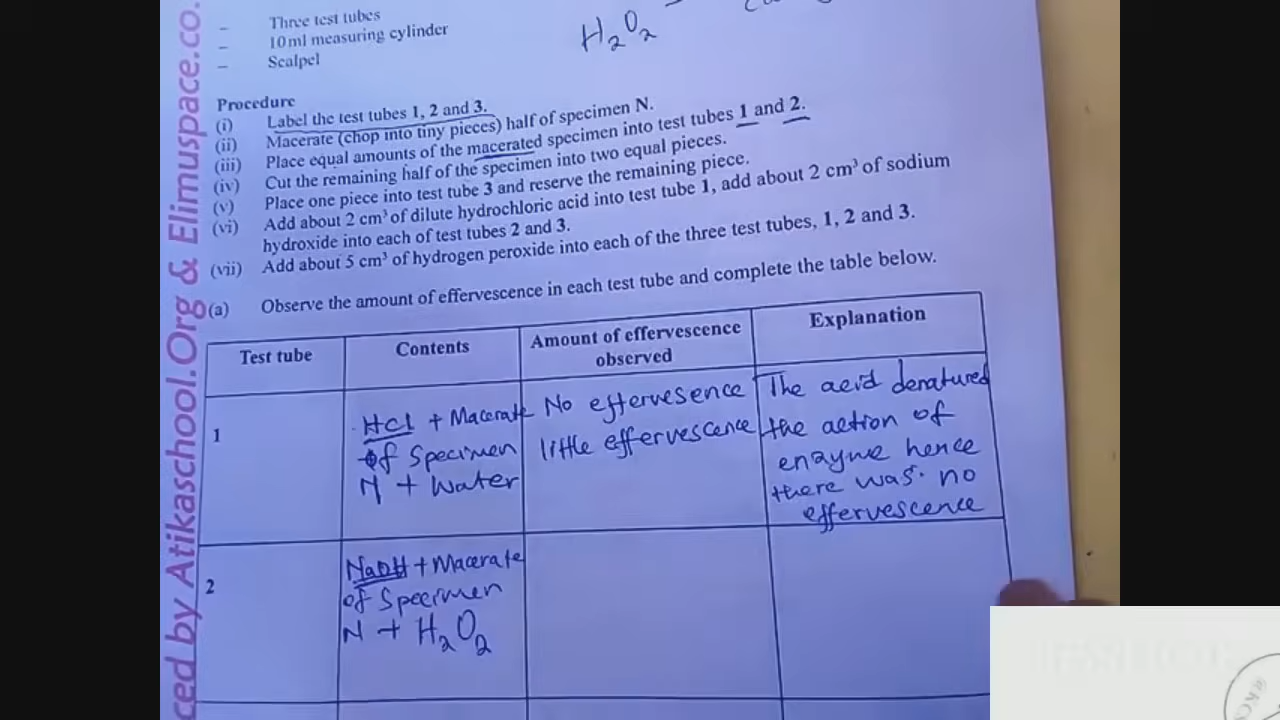 – Three test tubes
– 10ml measuring cylinder
– Scalpel
H₂O₂
Procedure
(i) Label the test tubes 1, 2 and 3.
(ii) Macerate (chop into tiny pieces) half of specimen N.
(iii) Place equal amounts of the macerated specimen into test tubes 1 and 2.
(iv) Cut the remaining half of the specimen into two equal pieces.
(v) Place one piece into test tube 3 and reserve the remaining piece.
(vi) Add about 2 cm³ of dilute hydrochloric acid into test tube 1, add about 2 cm³ of sodium
hydroxide into each of test tubes 2 and 3.
(vii) Add about 5 cm³ of hydrogen peroxide into each of the three test tubes, 1, 2 and 3.
(a) Observe the amount of effervescence in each test tube and complete the table below.
Test tube
Contents
Amount of effervescence
observed
Explanation
1
HCl + Macerate
of Specimen
N + Water
No effervesence
little effervescence
The acid denatured
the action of
enzyme hence
there was no
effervescence
2
NaOH + Macerate
of Specimen
N + H₂O₂
ced by Atikaschool.Org & Elimuspace.co.